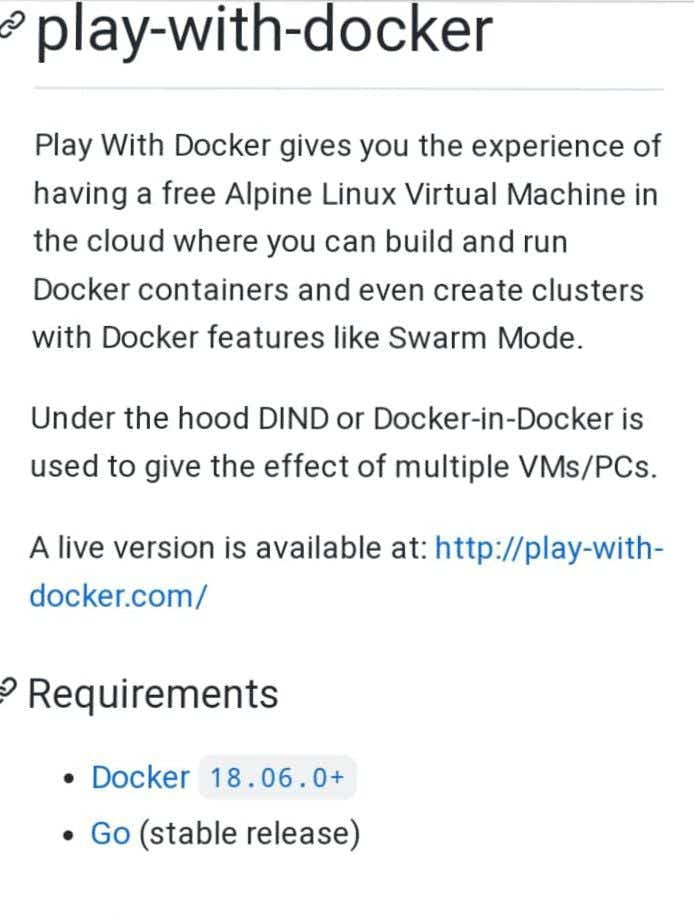 play-with-docker
Play With Docker gives you the experience of
having a free Alpine Linux Virtual Machine in
the cloud where you can build and run
Docker containers and even create clusters
with Docker features like Swarm Mode.
Under the hood DIND or Docker-in-Docker is
used to give the effect of multiple VMs/PCs.
A live version is available at: http://play-with-
docker.com/
Requirements
• Docker 18.06.0+
• Go (stable release)